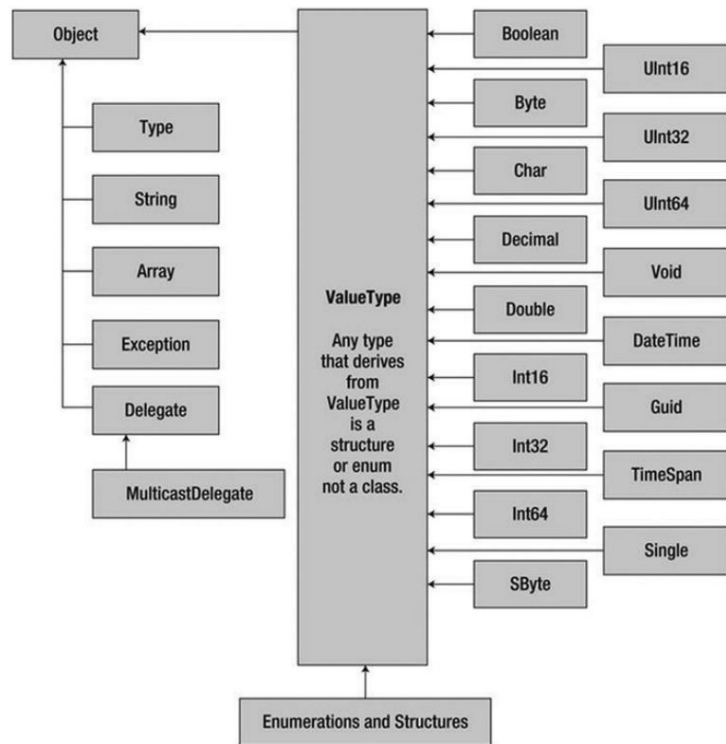 Object
Type
String
Array
Exception
Delegate
MulticastDelegate
ValueType
Any type
that derives
from
ValueType
is a
structure
or enum
not a class.
Boolean
UInt16
Byte
UInt32
Char
UInt64
Decimal
Void
Double
DateTime
Int16
Guid
Int32
TimeSpan
Int64
Single
SByte
Enumerations and Structures